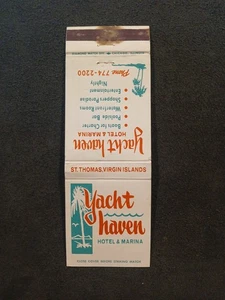 Yacht
haven
HOTEL & MARINA
ST. THOMAS, VIRGIN ISLANDS
Yacht haven
HOTEL & MARINA
• Boats for Charter
• Poolside Bar
• Waterfront Rooms
• Shoppers Paradise
• Entertainment
Nightly
Phone: 774-2200